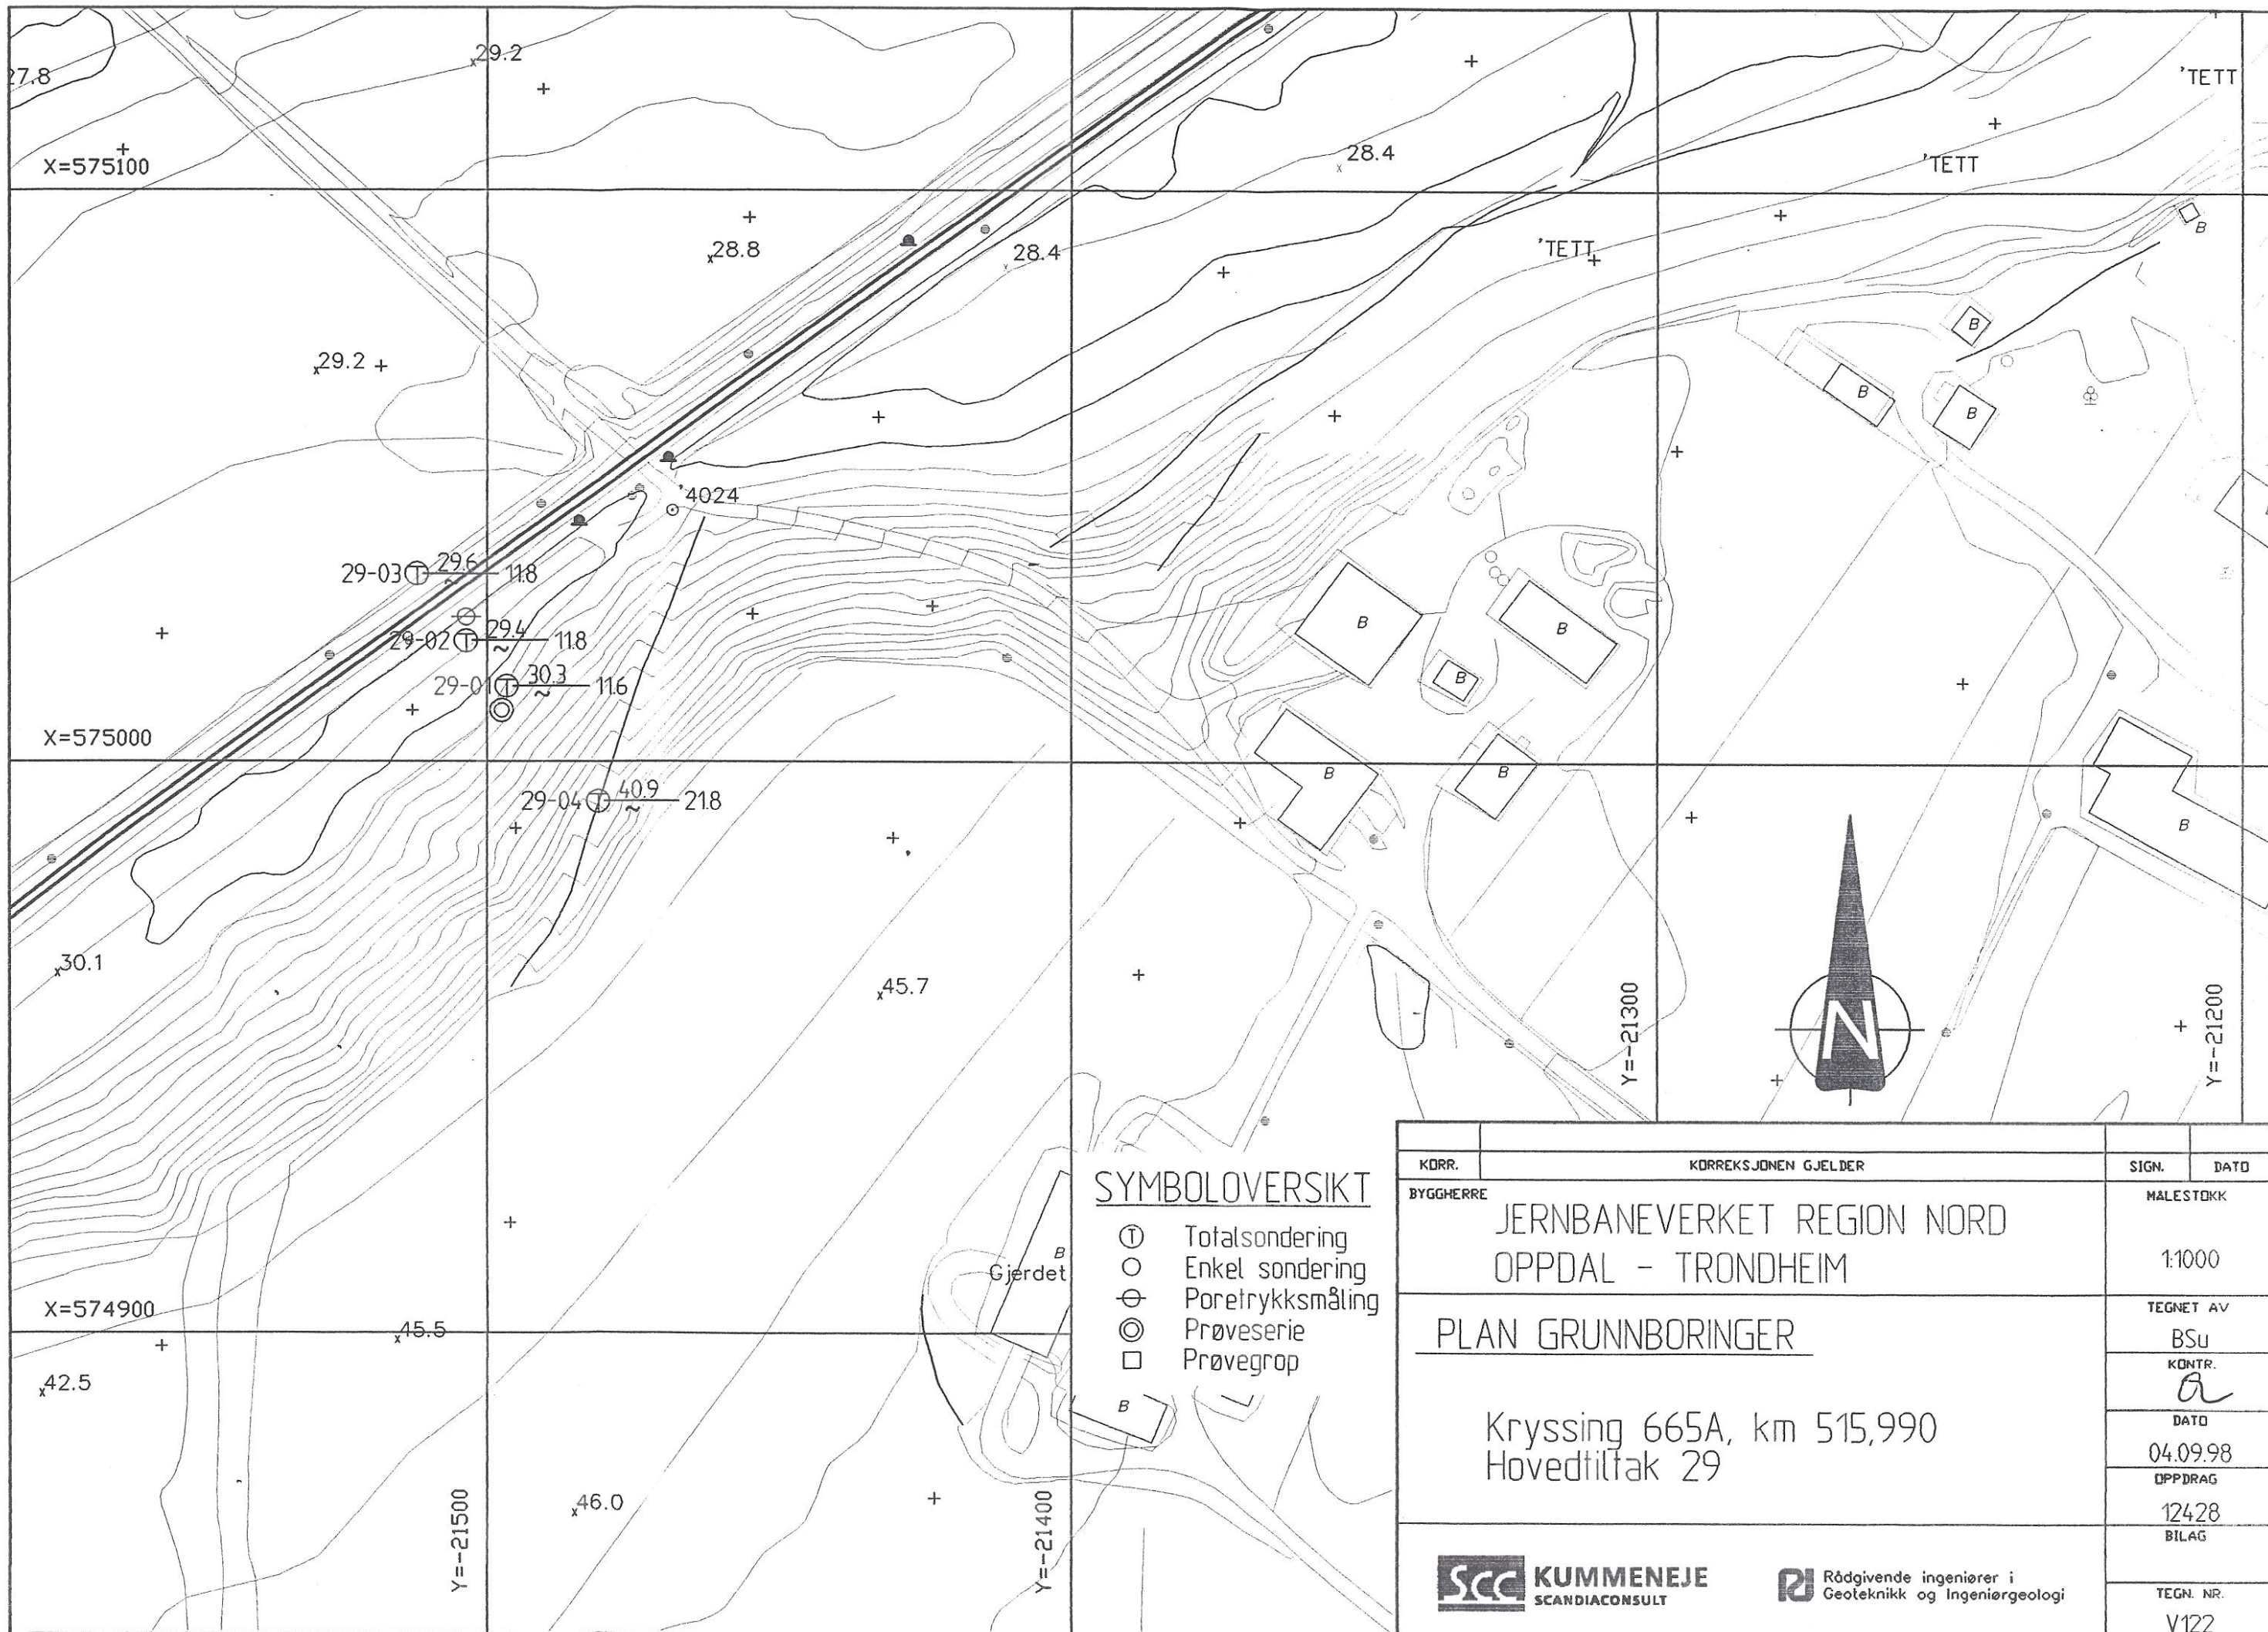 29.2
27.8
'TETT
X=575100
28.4
'TETT
28.8
28.4
'TETT
B
29.2
B
B
B
4024
29-03 29.6 11.8
29-02 29.4 11.8
29-01 30.3 11.6
B
B
B
X=575000
B
B
29-04 40.9 21.8
B
30.1
45.7
Y=-21300
Y=-21200
N
SYMBOLOVERSIKT
Totalsondering
Enkel sondering
Poretrykksmåling
Prøveserie
Prøvegrop
B
Gjerdet
X=574900
45.5
42.5
B
46.0
Y=-21500
Y=-21400
KORR.
KORREKSJONEN GJELDER
SIGN.
DATO
BYGGHERRE
JERNBANEVERKET REGION NORD
OPPDAL - TRONDHEIM
MALESTOKK
1:1000
PLAN GRUNNBORINGER
TEGNET AV
BSu
KONTR.
Kryssing 665A, km 515,990
Hovedtiltak 29
DATO
04.09.98
OPPDRAG
12428
BILAG
SCC KUMMENEJE
SCANDIACONSULT
Rådgivende ingeniører i
Geoteknikk og Ingeniørgeologi
TEGN. NR.
V122